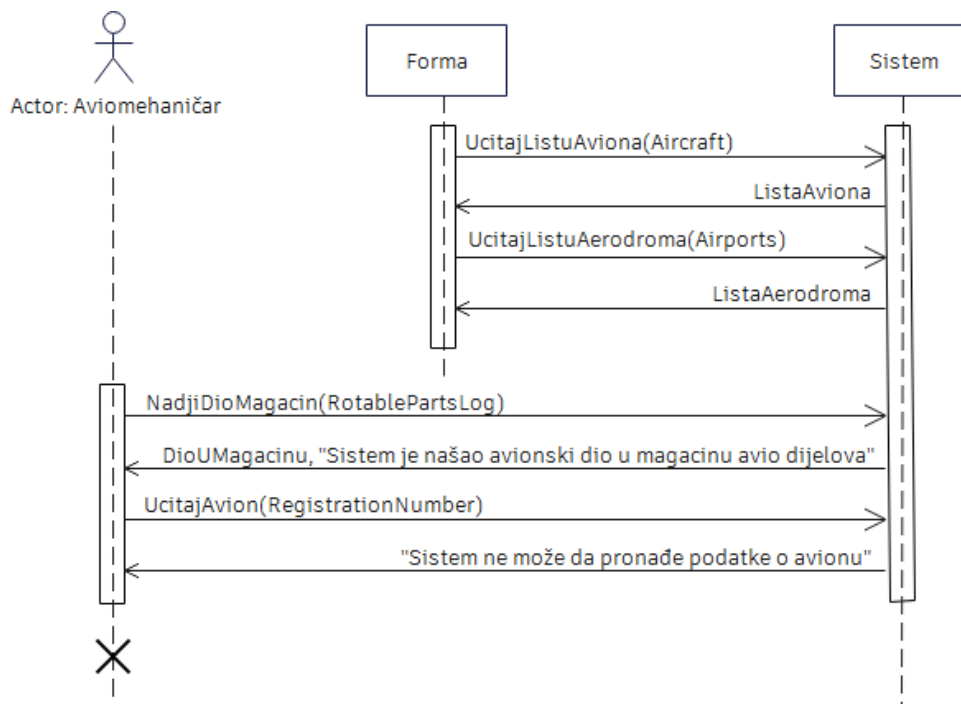 Forma
Sistem
Actor: Aviomehaničar
UcitajListuAviona(Aircraft)
ListaAviona
UcitajListuAerodroma(Airports)
ListaAerodroma
NadjiDioMagacin(RotablePartsLog)
DioUMagacinu, "Sistem je našao avionski dio u magacinu avio dijelova"
UcitajAvion(RegistrationNumber)
"Sistem ne može da pronađe podatke o avionu"